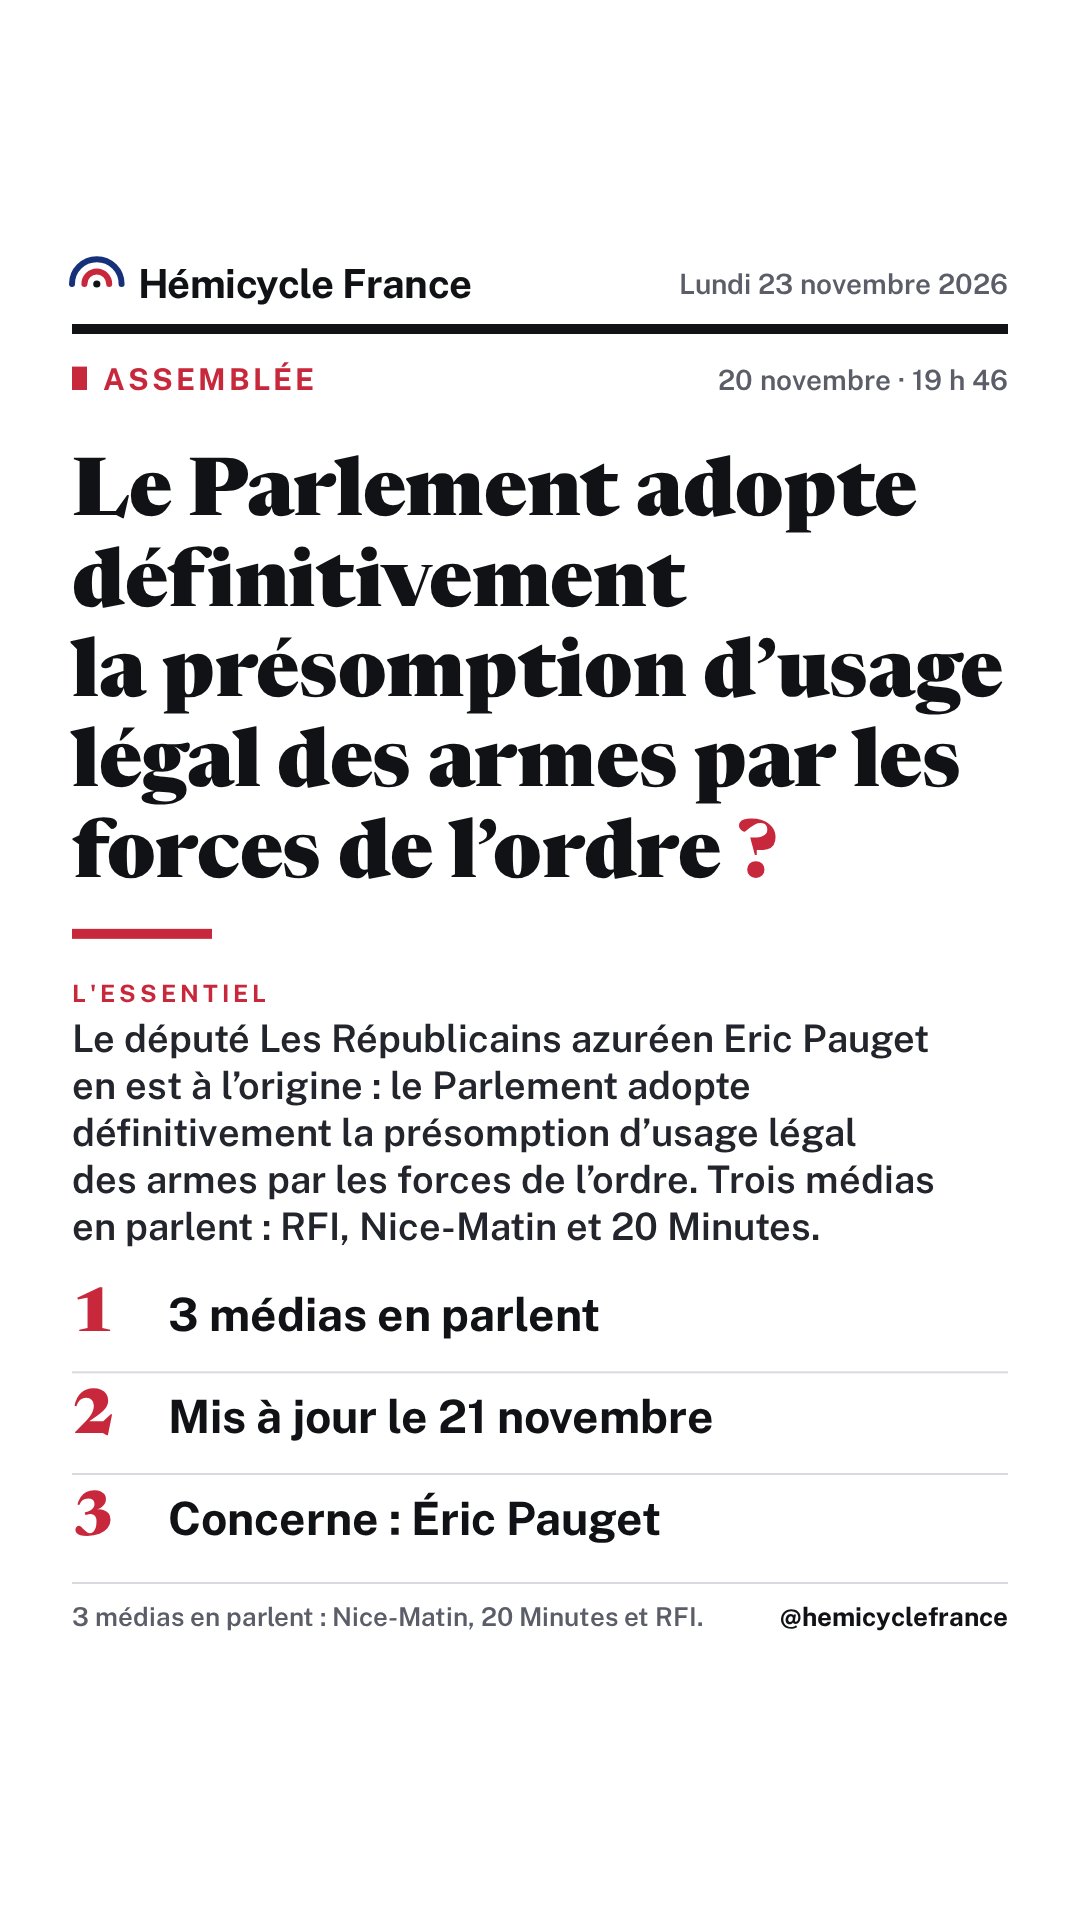 Hémicycle France
Lundi 23 novembre 2026
ASSEMBLÉE
20 novembre · 19 h 46
Le Parlement adopte
définitivement
la présomption d’usage
légal des armes par les
forces de l’ordre ?
L'ESSENTIEL
Le député Les Républicains azuréen Eric Pauget
en est à l’origine : le Parlement adopte
définitivement la présomption d’usage légal
des armes par les forces de l’ordre. Trois médias
en parlent : RFI, Nice-Matin et 20 Minutes.
1 3 médias en parlent
2 Mis à jour le 21 novembre
3 Concerne : Éric Pauget
3 médias en parlent : Nice-Matin, 20 Minutes et RFI.
@hemicyclefrance